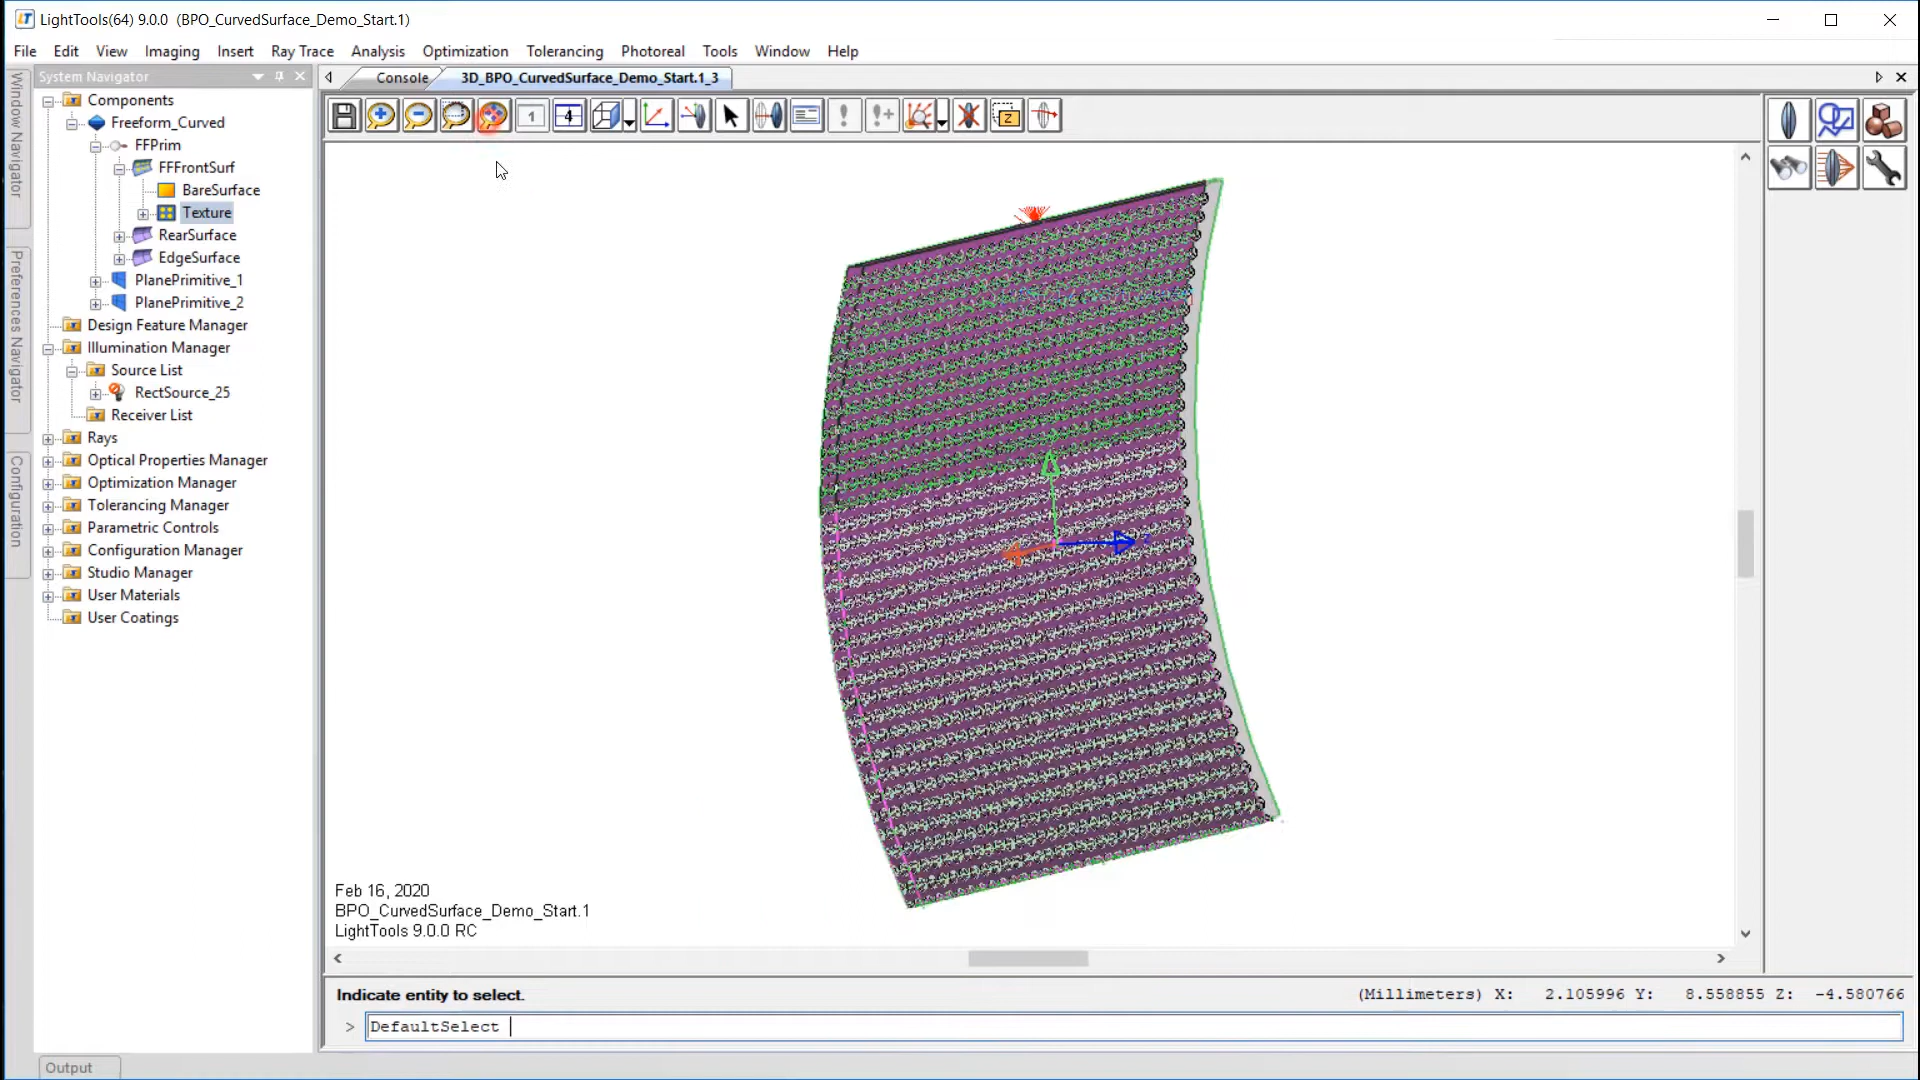 LightTools(64) 9.0.0 (BPO_CurvedSurface_Demo_Start.1)
File Edit View Imaging Insert Ray Trace Analysis Optimization Tolerancing Photoreal Tools Window Help
System Navigator
Console
3D_BPO_CurvedSurface_Demo_Start.1_3
Window Navigator
Preferences Navigator
Configuration
Components
Freeform_Curved
FFPrim
FFFrontSurf
BareSurface
Texture
RearSurface
EdgeSurface
PlanePrimitive_1
PlanePrimitive_2
Design Feature Manager
Illumination Manager
Source List
RectSource_25
Receiver List
Rays
Optical Properties Manager
Optimization Manager
Tolerancing Manager
Parametric Controls
Configuration Manager
Studio Manager
User Materials
User Coatings
1
4
Z
Feb 16, 2020
BPO_CurvedSurface_Demo_Start.1
LightTools 9.0.0 RC
Indicate entity to select.
(Millimeters) X: 2.105996 Y: 8.558855 Z: -4.580766
> DefaultSelect
Output